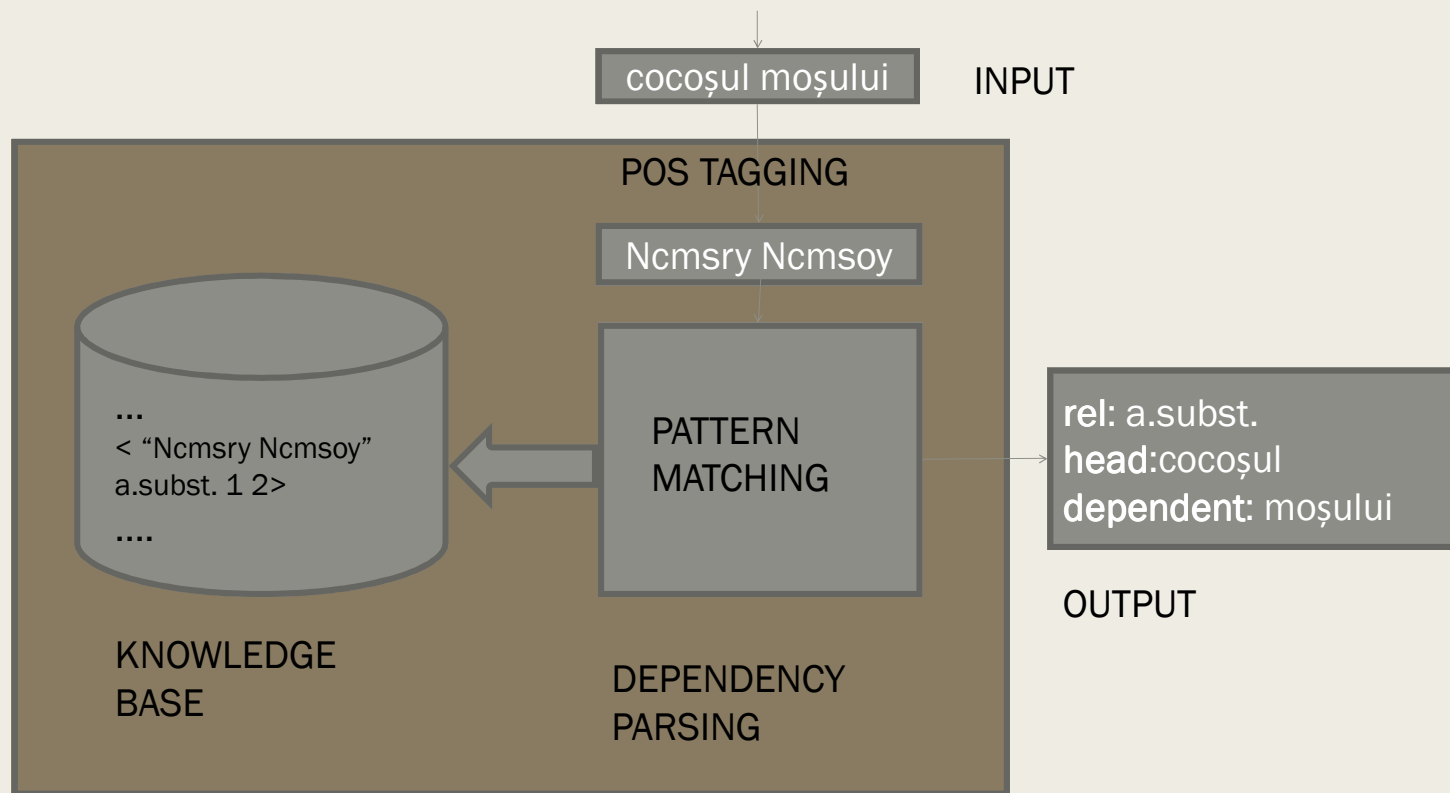 cocoșul moșului
INPUT
POS TAGGING
Ncmsry Ncmsoy
...
< “Ncmsry Ncmsoy”
a.subst. 1 2>
....
PATTERN
MATCHING
rel: a.subst.
head:cocoșul
dependent: moșului
OUTPUT
KNOWLEDGE
BASE
DEPENDENCY
PARSING